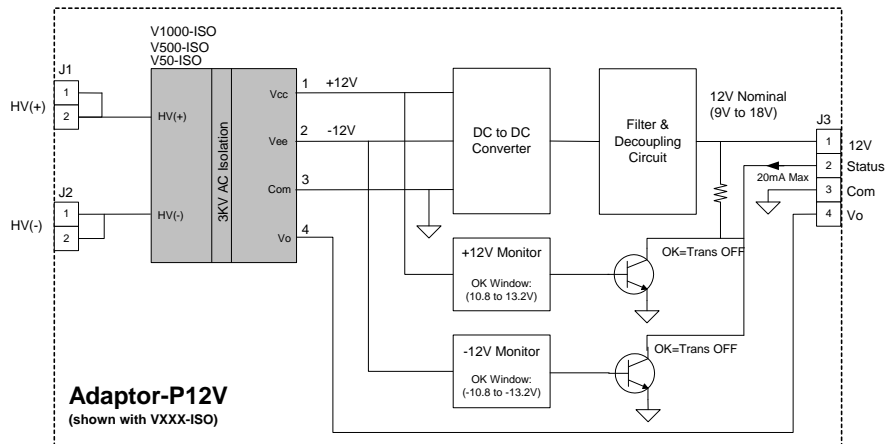 V1000-ISO
V500-ISO
V50-ISO
J1
1
2
HV(+)
HV(+)
J2
1
2
HV(-)
HV(-)
3KV AC Isolation
Vcc
1
+12V
Vee
2
-12V
Com
3
Vo
4
DC to DC
Converter
Filter &
Decoupling
Circuit
12V Nominal
(9V to 18V)
J3
1
12V
2
Status
20mA Max
3
Com
4
Vo
+12V Monitor
OK Window:
(10.8 to 13.2V)
OK=Trans OFF
-12V Monitor
OK Window:
(-10.8 to -13.2V)
OK=Trans OFF
Adaptor-P12V
(shown with VXXX-ISO)